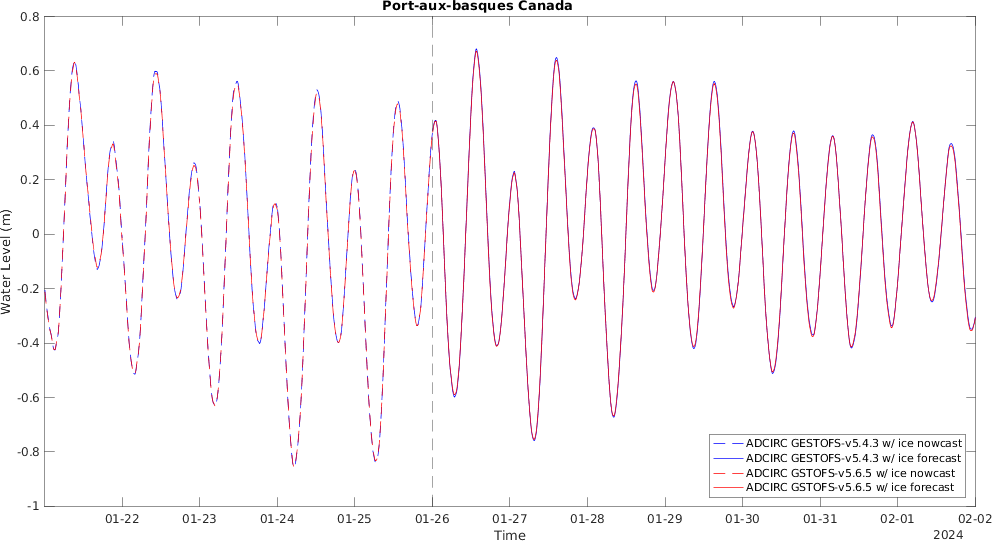 Port-aux-basques Canada
0.8
0.6
0.4
0.2
0
-0.2
-0.4
-0.6
-0.8
-1
Water Level (m)
01-22 01-23 01-24 01-25 01-26 01-27 01-28 01-29 01-30 01-31 02-01 02-02
Time
2024
ADCIRC GESTOFS-v5.4.3 w/ ice nowcast
ADCIRC GESTOFS-v5.4.3 w/ ice forecast
ADCIRC GSTOFS-v5.6.5 w/ ice nowcast
ADCIRC GSTOFS-v5.6.5 w/ ice forecast